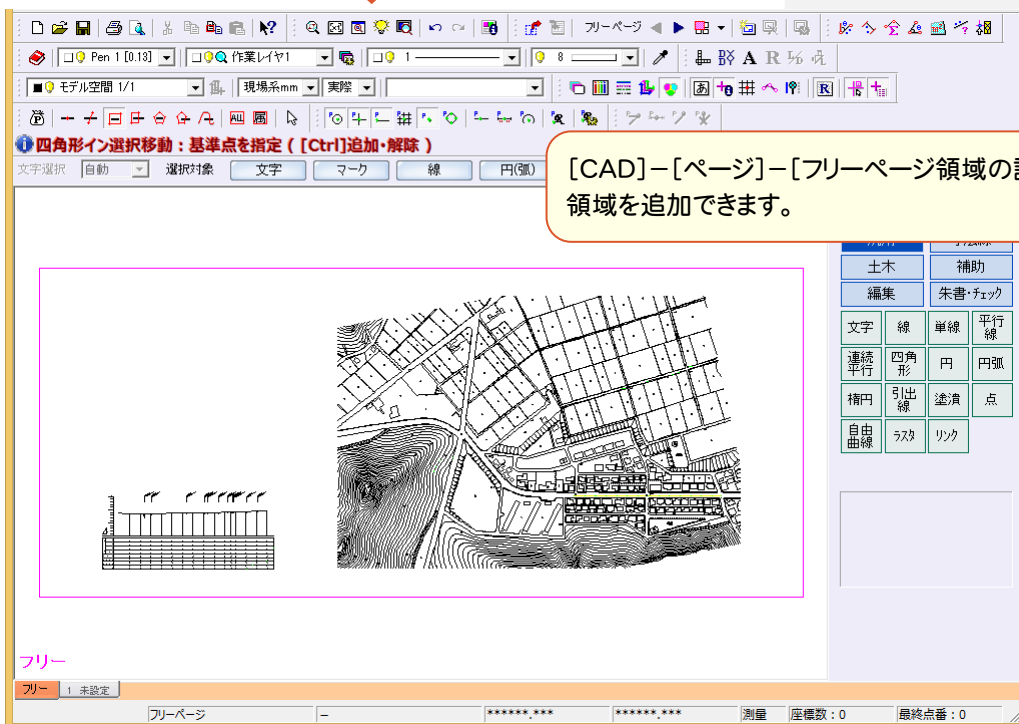 フリーページ
Pen 1 [0.13]
作業レイヤ1
1
8
A R
モデル空間 1/1
現場系mm
実際
あ
R
ALL
四角形イン選択移動：基準点を指定 ( [Ctrl]追加・解除 )
文字選択 自動 選択対象 文字 マーク 線 円(弧)
[CAD]－[ページ]－[フリーページ領域の
領域を追加できます。
土木 補助
編集 朱書・チェック
文字 線 単線 平行線
連続平行 四角形 円 円弧
楕円 引出線 塗潰 点
自由曲線 ラスタ リンク
フリー
フリー 1 未設定
フリーページ － ******.*** ******.*** 測量 座標数：0 最終点番：0